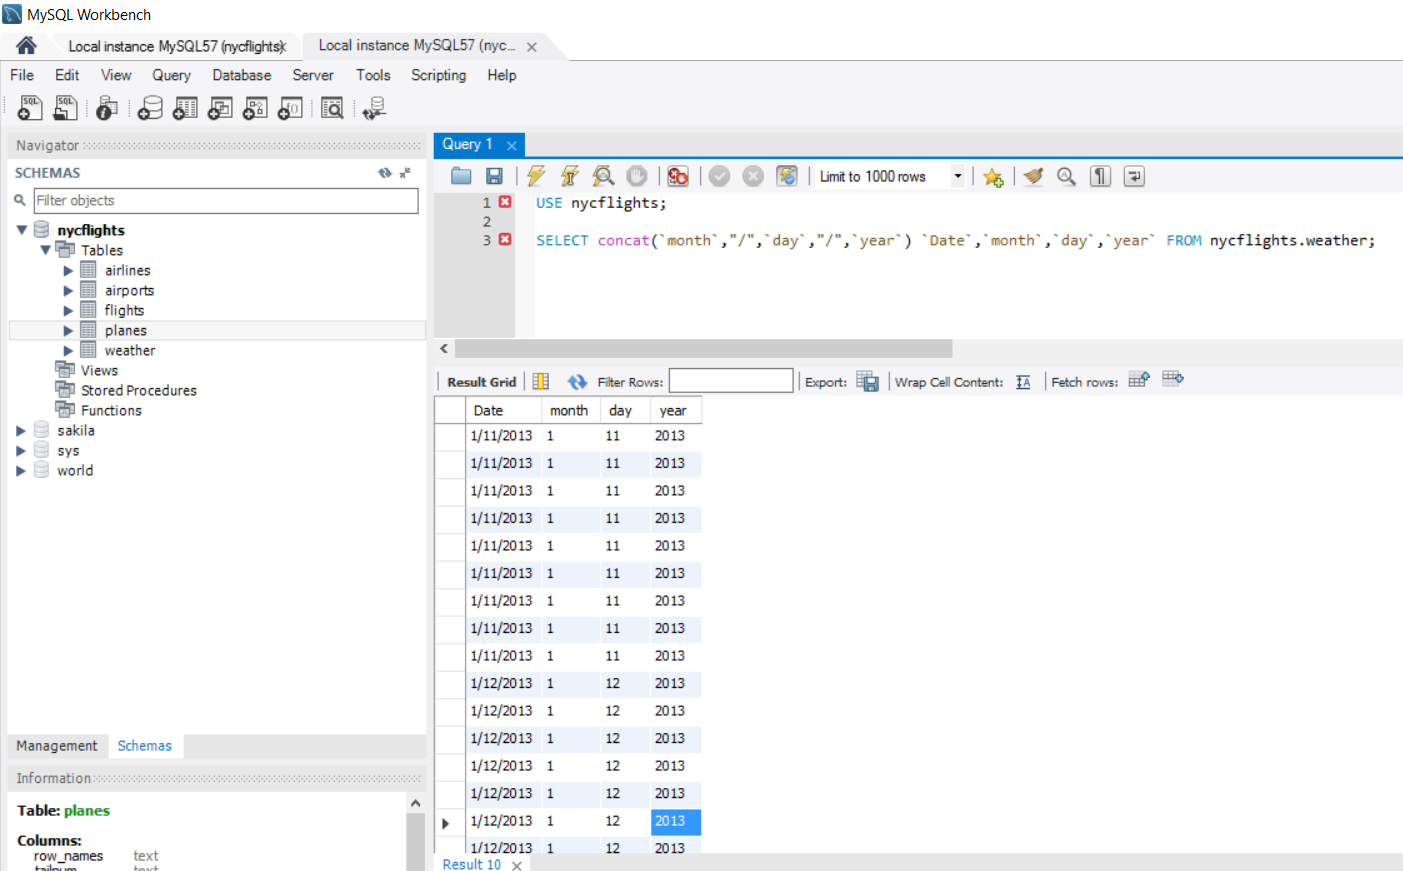 MySQL Workbench
Local instance MySQL57 (nycflights)
Local instance MySQL57 (nyc...
File Edit View Query Database Server Tools Scripting Help
Navigator
SCHEMAS
Filter objects
nycflights
Tables
airlines
airports
flights
planes
weather
Views
Stored Procedures
Functions
sakila
sys
world
Management Schemas
Information
Table: planes
Columns:
row_names text
tailnum text
Query 1
Limit to 1000 rows
1 USE nycflights;
2
3 SELECT concat(`month`,"/",`day`,"/",`year`) `Date`,`month`,`day`,`year` FROM nycflights.weather;
Result Grid Filter Rows: Export: Wrap Cell Content: Fetch rows:
Date month day year
1/11/2013 1 11 2013
1/11/2013 1 11 2013
1/11/2013 1 11 2013
1/11/2013 1 11 2013
1/11/2013 1 11 2013
1/11/2013 1 11 2013
1/11/2013 1 11 2013
1/11/2013 1 11 2013
1/11/2013 1 11 2013
1/12/2013 1 12 2013
1/12/2013 1 12 2013
1/12/2013 1 12 2013
1/12/2013 1 12 2013
1/12/2013 1 12 2013
1/12/2013 1 12 2013
1/12/2013 1 12 2013
Result 10